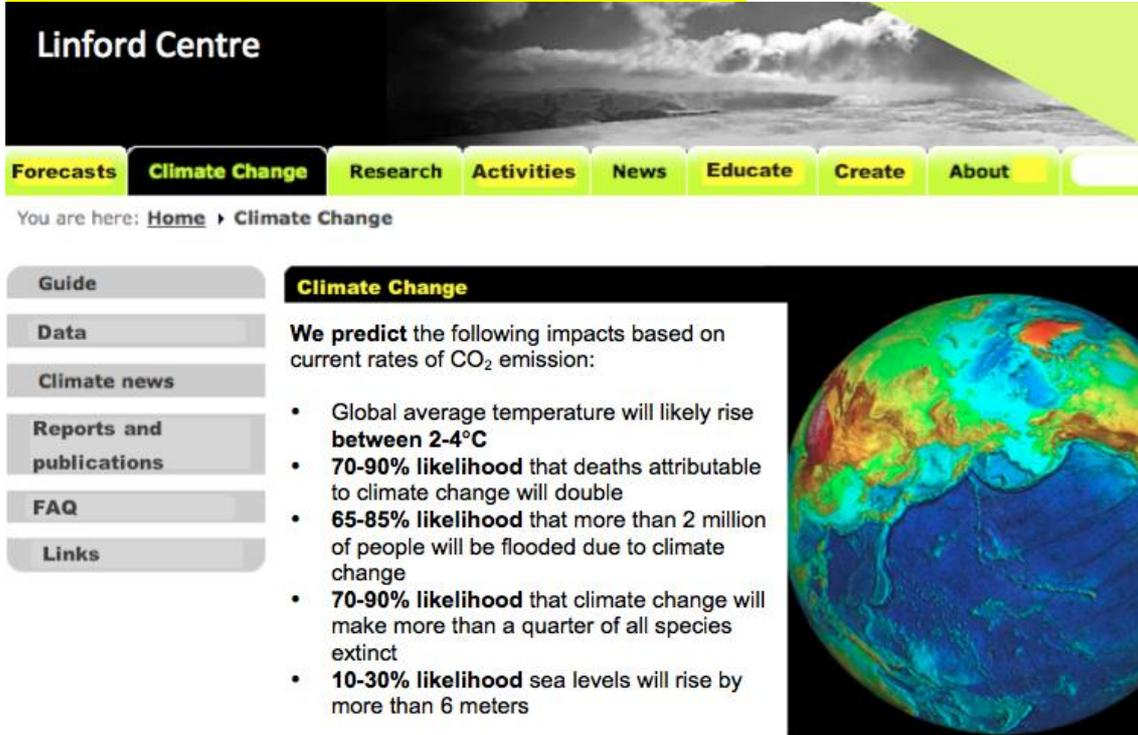 Linford Centre
Forecasts Climate Change Research Activities News Educate Create About
You are here: Home ▸ Climate Change
Guide
Data
Climate news
Reports and
publications
FAQ
Links
Climate Change
We predict the following impacts based on
current rates of CO₂ emission:
• Global average temperature will likely rise
between 2-4°C
• 70-90% likelihood that deaths attributable
to climate change will double
• 65-85% likelihood that more than 2 million
of people will be flooded due to climate
change
• 70-90% likelihood that climate change will
make more than a quarter of all species
extinct
• 10-30% likelihood sea levels will rise by
more than 6 meters